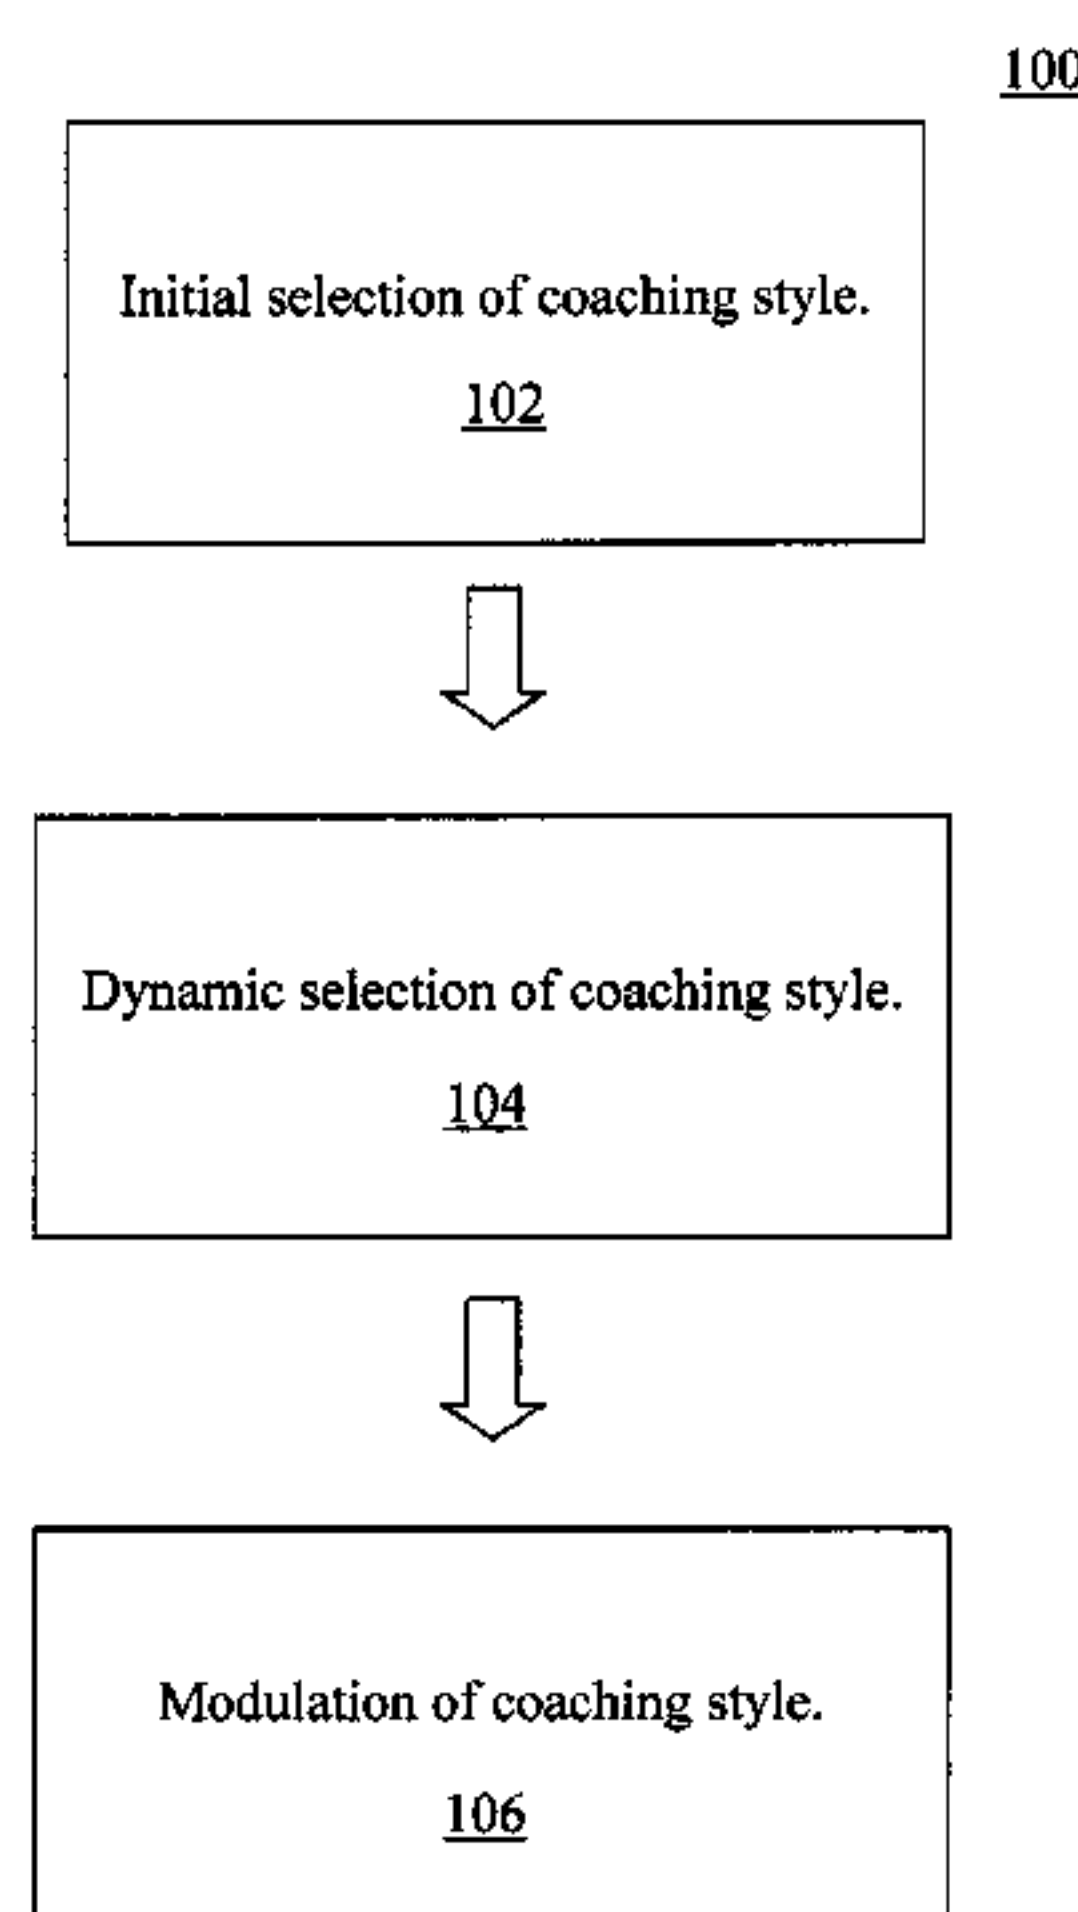 100
Initial selection of coaching style.
102
Dynamic selection of coaching style.
104
Modulation of coaching style.
106